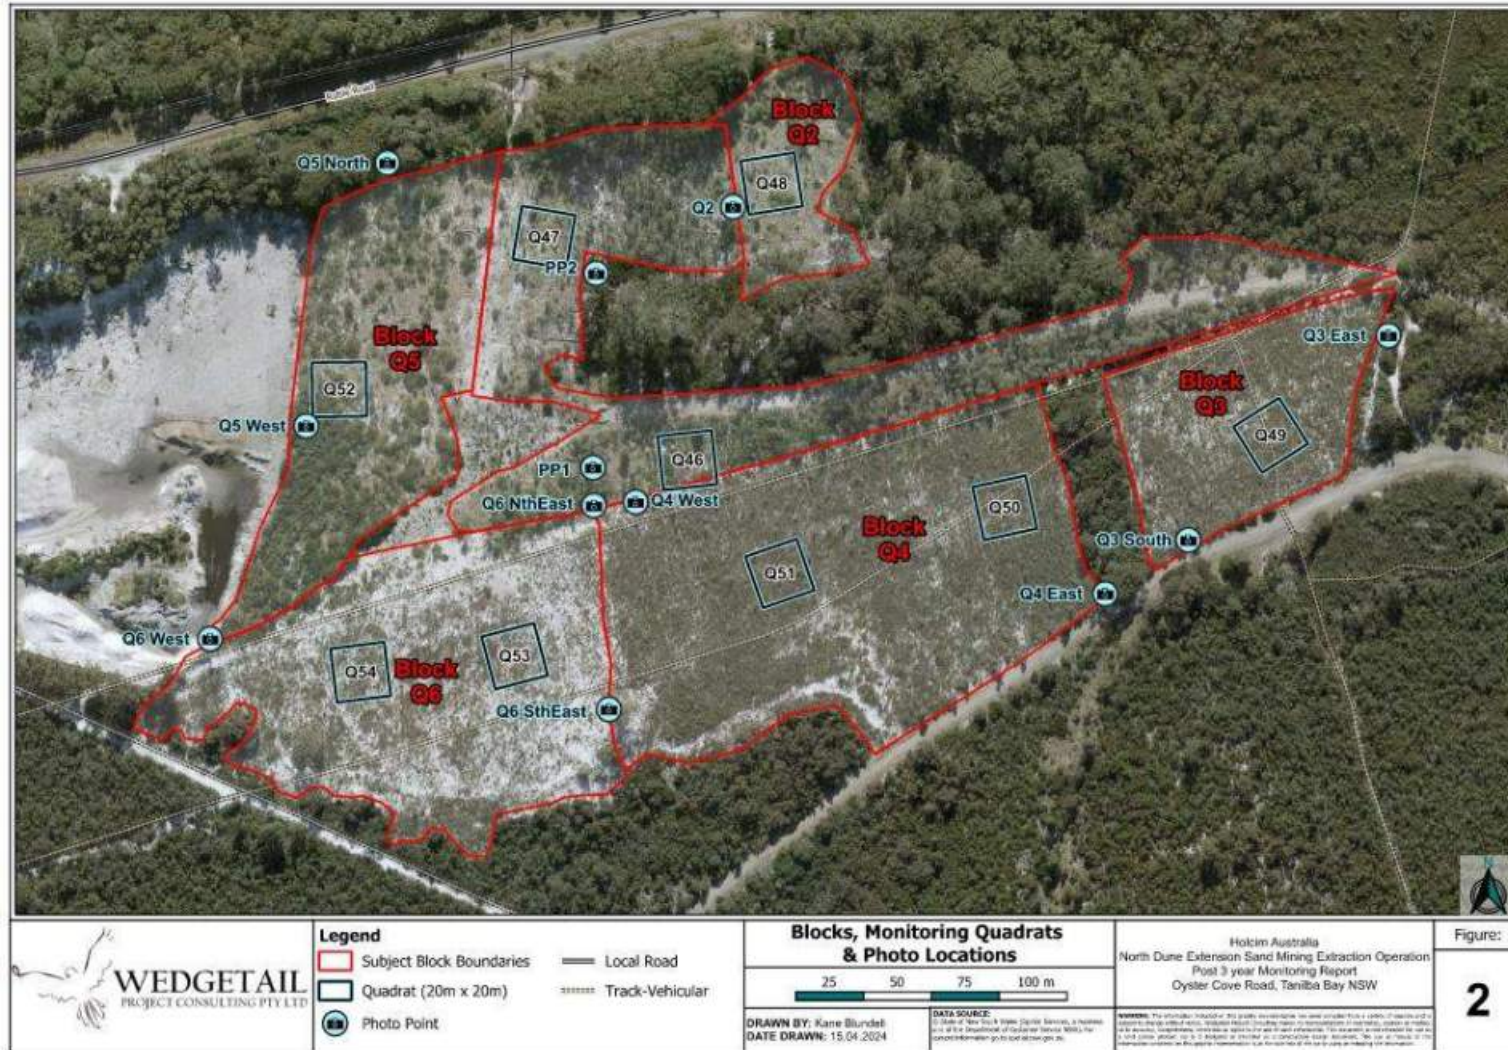 Block
Q2
Q5 North
Q48
Q2
Q47
PP2
Q3 East
Block
Q5
Block
Q3
Q52
Q5 West
Q49
PP1
Q46
Q6 NthEast
Q4 West
Q50
Block
Q4
Q3 South
Q51
Q4 East
Q6 West
Q53
Q54
Block
Q6
Q6 SthEast
N
WEDGETAIL
PROJECT CONSULTING PTY LTD
Legend
Subject Block Boundaries
Local Road
Quadrat (20m x 20m)
Track-Vehicular
Photo Point
Blocks, Monitoring Quadrats
& Photo Locations
25 50 75 100 m
DRAWN BY: Kane Blundell
DATE DRAWN: 15.04.2024
DATA SOURCE:
Holcim Australia
North Dune Extension Sand Mining Extraction Operation
Post 3 year Monitoring Report
Oyster Cove Road, Tanilba Bay NSW
Figure:
2